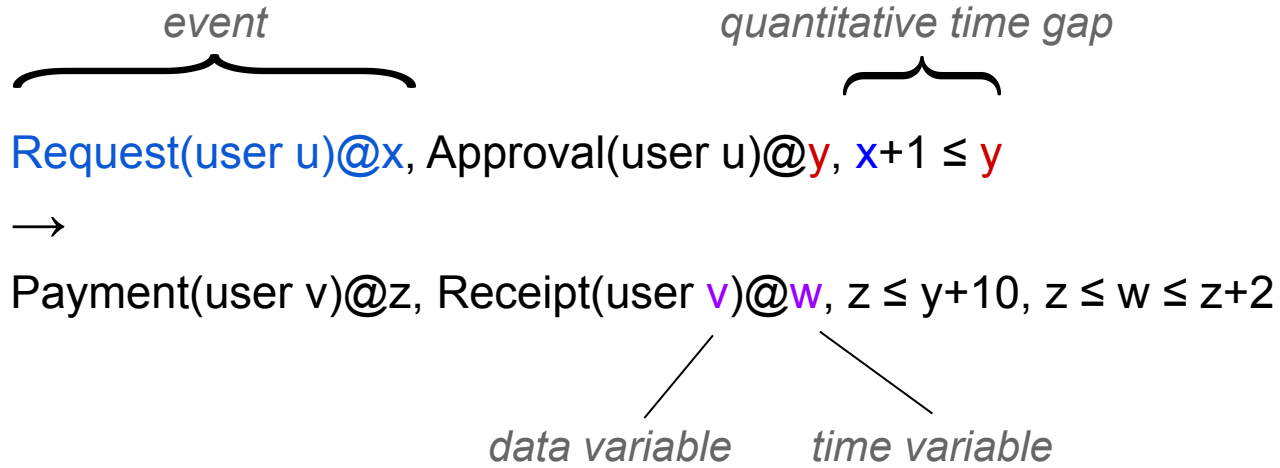 event quantitative time gap
Request(user u)@x, Approval(user u)@y, x+1 ≤ y
→
Payment(user v)@z, Receipt(user v)@w, z ≤ y+10, z ≤ w ≤ z+2
data variable time variable